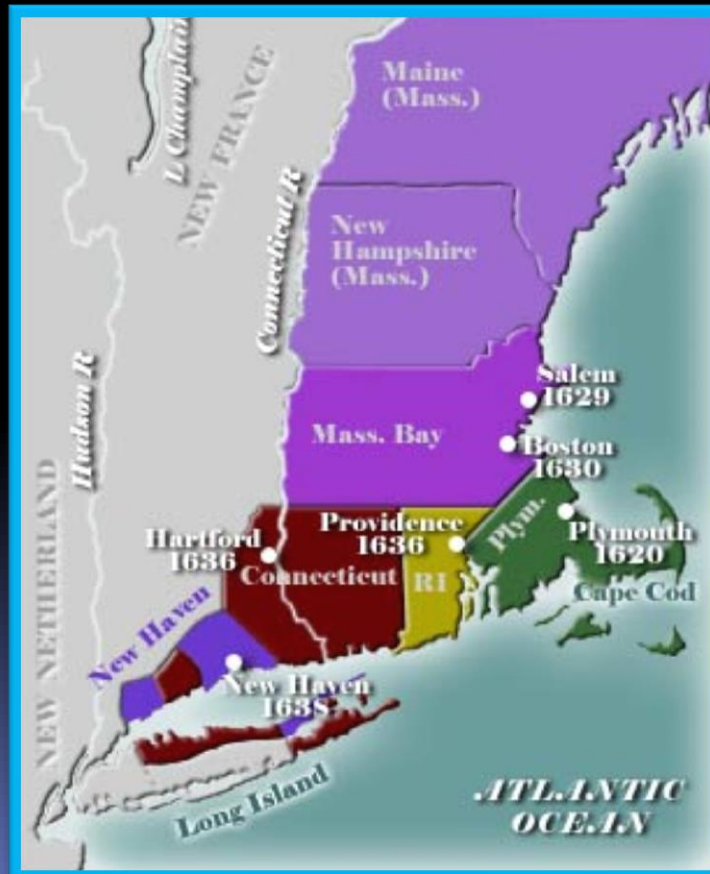 L Champlain
NEW FRANCE
Maine
(Mass.)
Connecticut R
New
Hampshire
(Mass.)
Hudson R
Salem
1629
Mass. Bay
Boston
1630
NEW NETHERLAND
Hartford
1636
Providence
1636
Plym.
Plymouth
1620
Connecticut
RI
Cape Cod
New Haven
New Haven
1638
Long Island
ATLANTIC
OCEAN